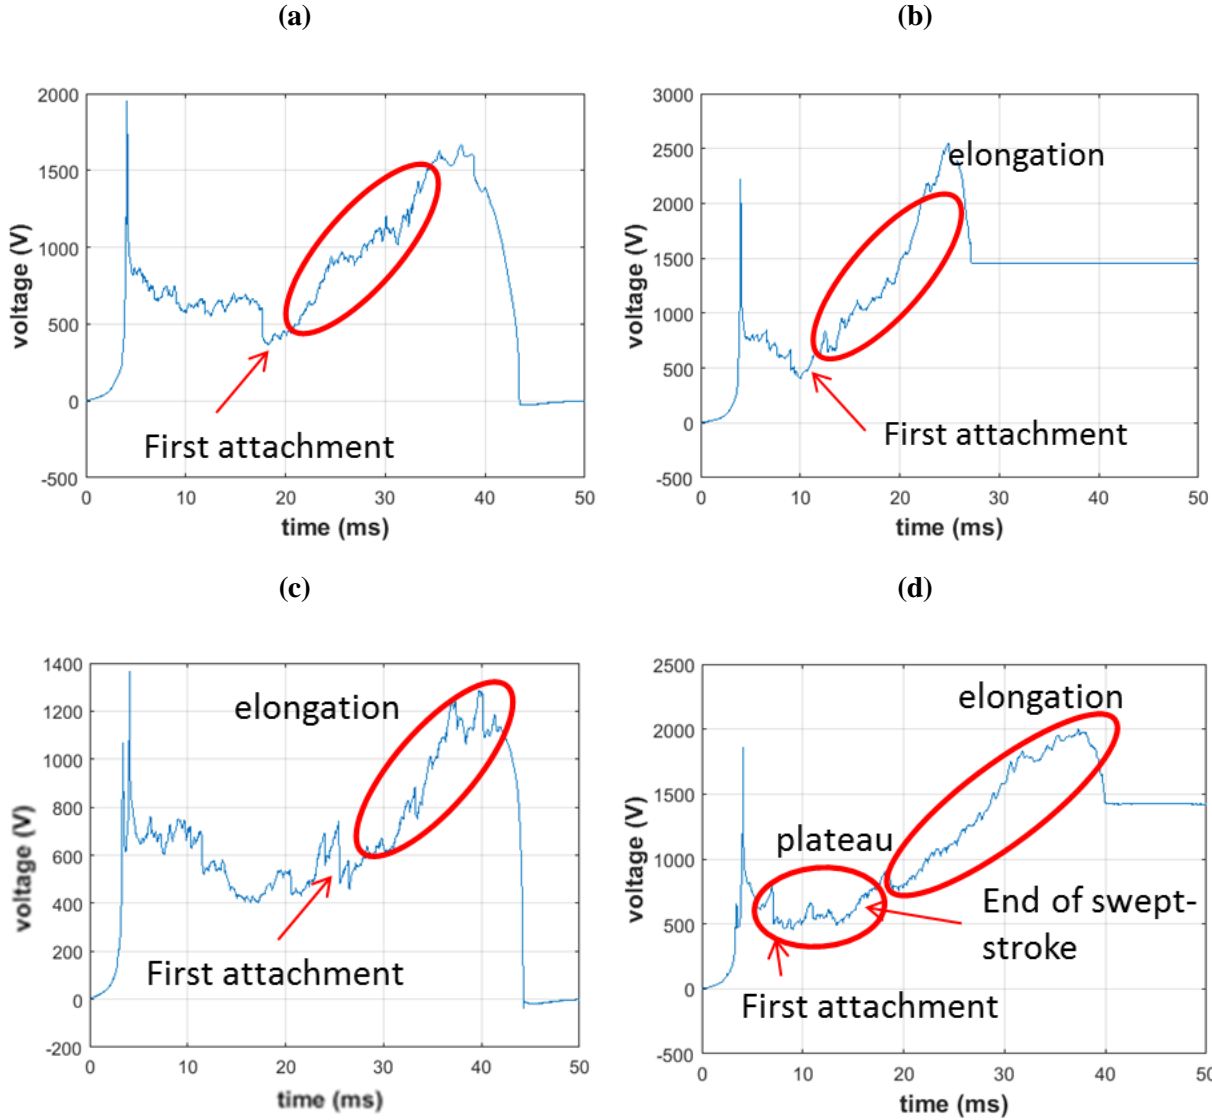 (a)
2000
1500
1000
500
0
-500
0 10 20 30 40 50
voltage (V)
time (ms)
First attachment
(b)
3000
2500
2000
1500
1000
500
0
-500
0 10 20 30 40 50
voltage (V)
time (ms)
elongation
First attachment
(c)
1400
1200
1000
800
600
400
200
0
-200
0 10 20 30 40 50
voltage (V)
time (ms)
elongation
First attachment
(d)
2500
2000
1500
1000
500
0
-500
0 10 20 30 40 50
voltage (V)
time (ms)
elongation
plateau
End of swept-
stroke
First attachment